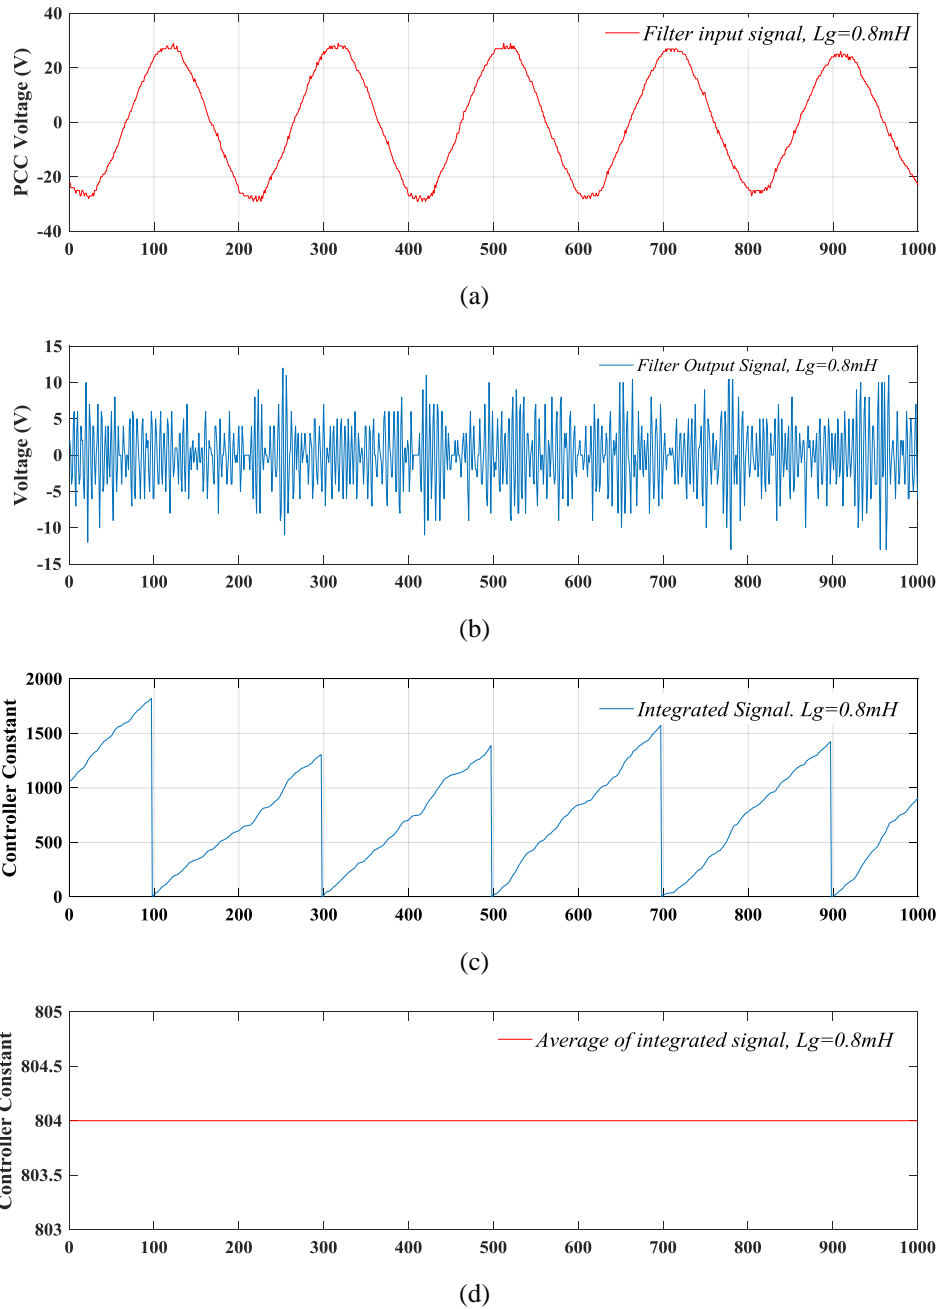 40
20
0
-20
-40
PCC Voltage (V)
Filter input signal, Lg=0.8mH
0 100 200 300 400 500 600 700 800 900 1000
(a)
15
10
5
0
-5
-10
-15
Voltage (V)
Filter Output Signal, Lg=0.8mH
0 100 200 300 400 500 600 700 800 900 1000
(b)
2000
1500
1000
500
0
Controller Constant
Integrated Signal. Lg=0.8mH
0 100 200 300 400 500 600 700 800 900 1000
(c)
805
804.5
804
803.5
803
Controller Constant
Average of integrated signal, Lg=0.8mH
0 100 200 300 400 500 600 700 800 900 1000
(d)